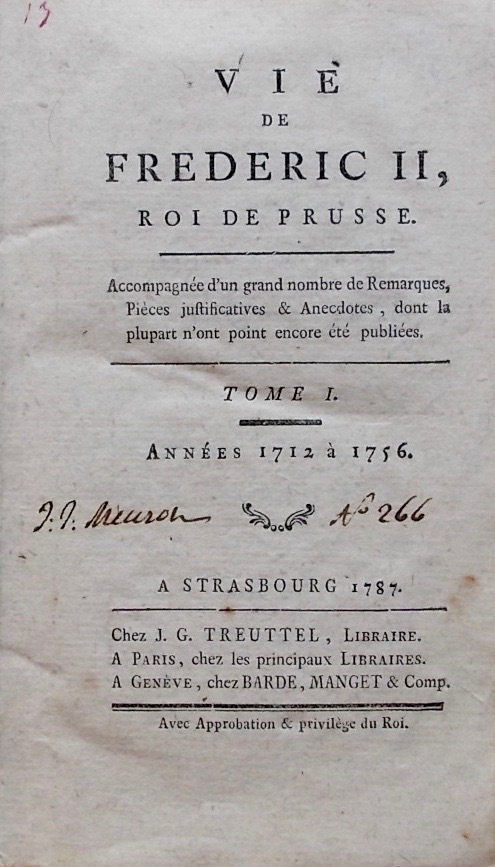 13
VIE
DE
FREDERIC II,
ROI DE PRUSSE.
Accompagnée d'un grand nombre de Remarques,
Pièces juſtificatives & Anecdotes, dont la
plupart n'ont point encore été publiées.
TOME I.
ANNÉES 1712 à 1756.
J. J. Meuron N° 266
A STRASBOURG 1787.
Chez J. G. TREUTTEL, LIBRAIRE.
A PARIS, chez les principaux LIBRAIRES.
A GENÈVE, chez BARDE, MANGET & Comp.
Avec Approbation & privilège du Roi.